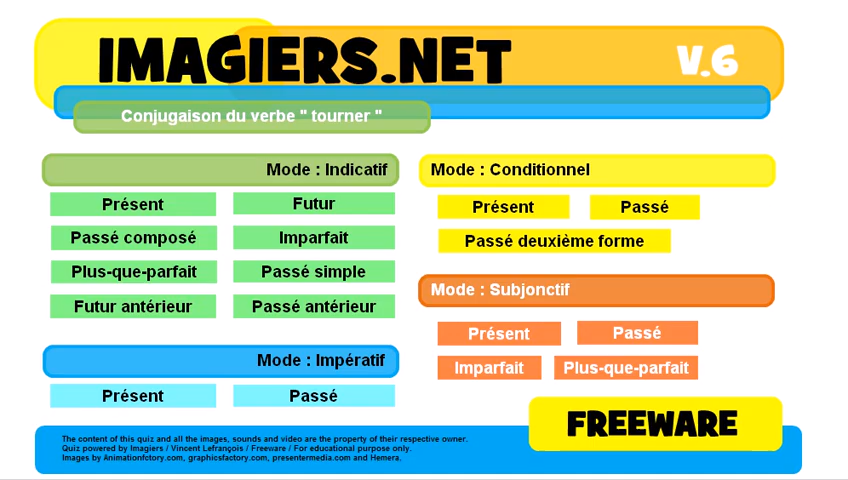 IMAGIERS.NET
V.6
Conjugaison du verbe " tourner "
Mode : Indicatif
Présent
Futur
Passé composé
Imparfait
Plus-que-parfait
Passé simple
Futur antérieur
Passé antérieur
Mode : Impératif
Présent
Passé
Mode : Conditionnel
Présent
Passé
Passé deuxième forme
Mode : Subjonctif
Présent
Passé
Imparfait
Plus-que-parfait
FREEWARE
The content of this quiz and all the images, sounds and video are the property of their respective owner.
Quiz powered by Imagiers / Vincent Lefrançois / Freeware / For educational purpose only.
Images by Animationfctory.com, graphicsfactory.com, presentermedia.com and Hemera.